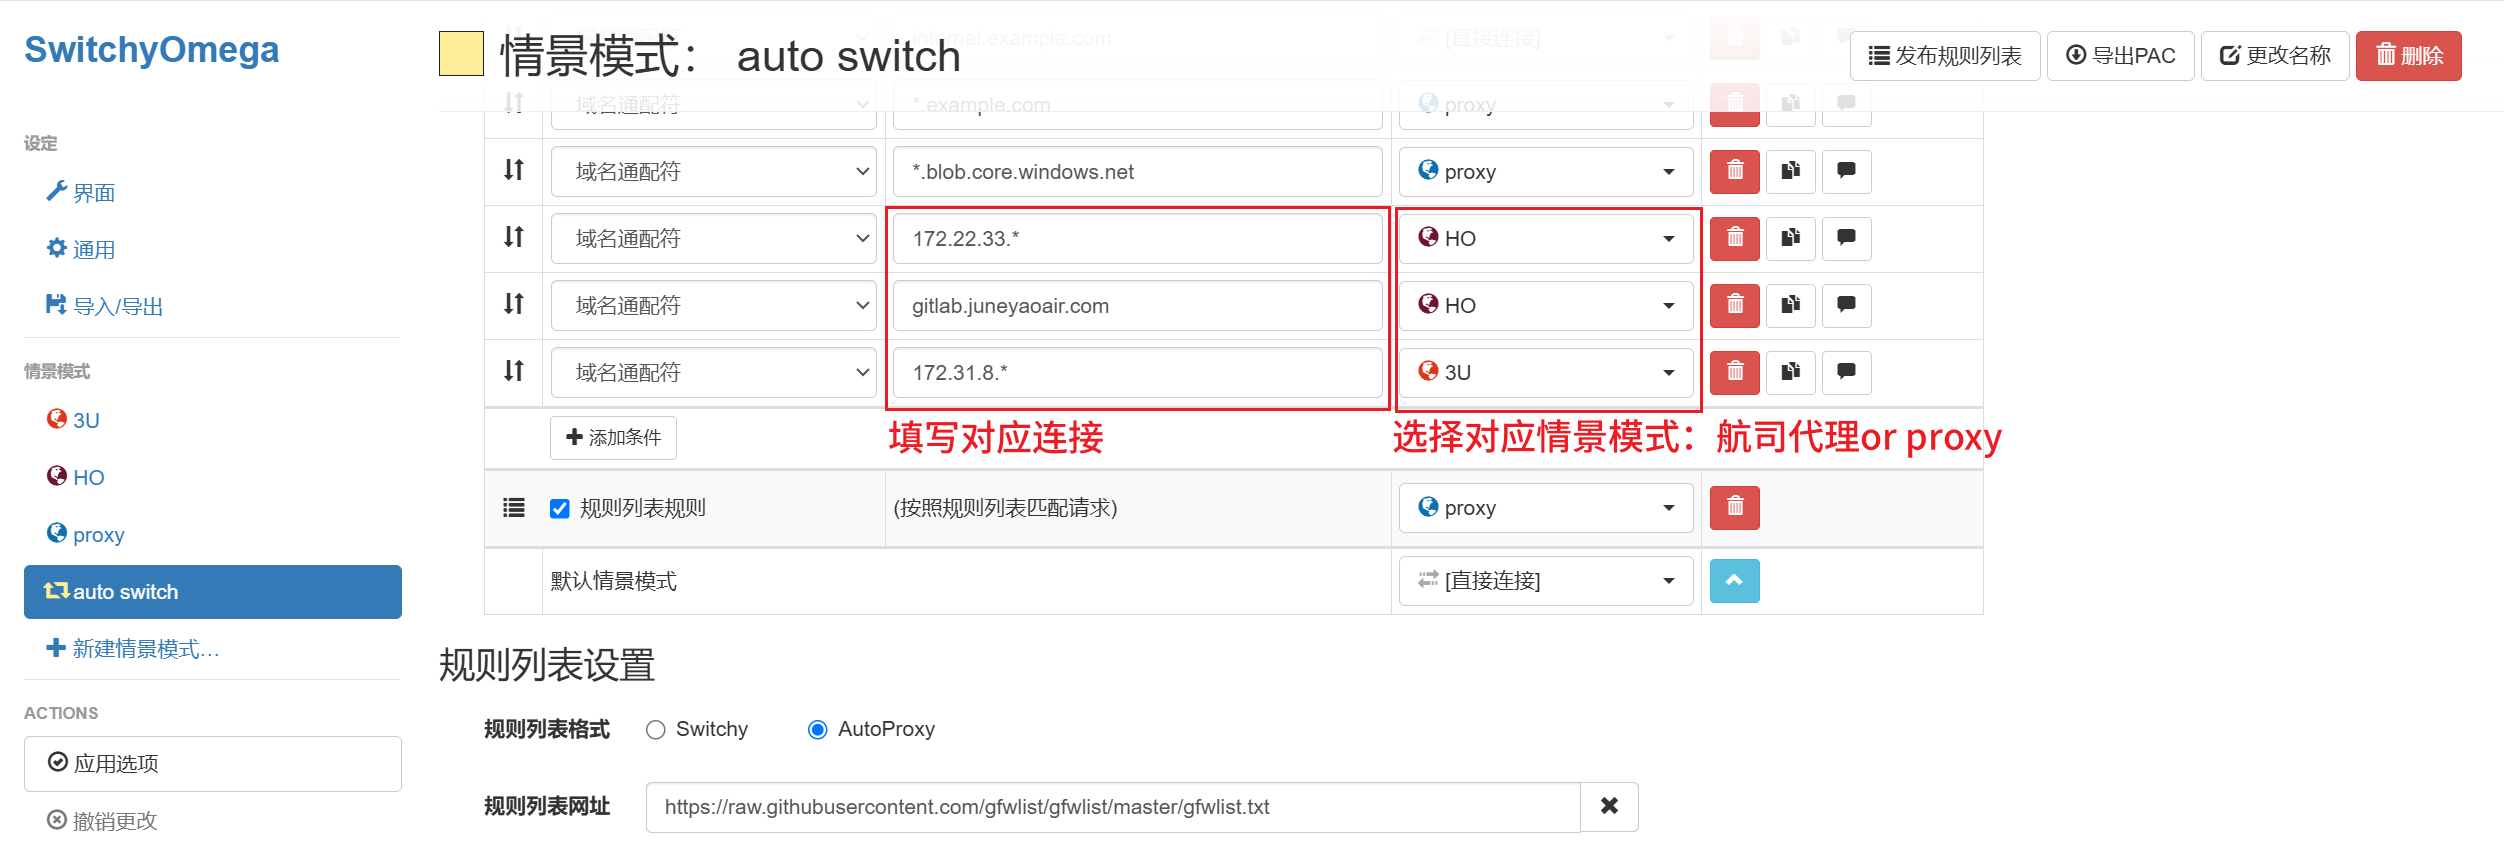 SwitchyOmega
情景模式： auto switch
发布规则列表
导出PAC
更改名称
删除
设定
界面
通用
导入/导出
情景模式
3U
HO
proxy
auto switch
新建情景模式…
ACTIONS
应用选项
撤销更改
internal.example.com [直接连接]
域名通配符 *.example.com proxy
域名通配符 *.blob.core.windows.net proxy
域名通配符 172.22.33.* HO
域名通配符 gitlab.juneyaoair.com HO
域名通配符 172.31.8.* 3U
添加条件 填写对应连接 选择对应情景模式：航司代理or proxy
规则列表规则 (按照规则列表匹配请求) proxy
默认情景模式 [直接连接]
规则列表设置
规则列表格式 Switchy AutoProxy
规则列表网址 https://raw.githubusercontent.com/gfwlist/gfwlist/master/gfwlist.txt